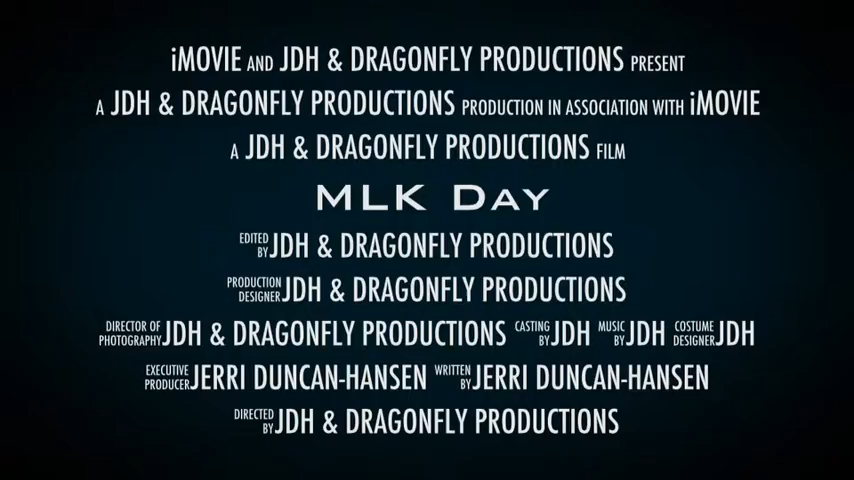 iMOVIE AND JDH & DRAGONFLY PRODUCTIONS PRESENT
A JDH & DRAGONFLY PRODUCTIONS PRODUCTION IN ASSOCIATION WITH iMOVIE
A JDH & DRAGONFLY PRODUCTIONS FILM
MLK DAY
EDITED BY JDH & DRAGONFLY PRODUCTIONS
PRODUCTION DESIGNER JDH & DRAGONFLY PRODUCTIONS
DIRECTOR OF PHOTOGRAPHY JDH & DRAGONFLY PRODUCTIONS CASTING BY JDH MUSIC BY JDH COSTUME DESIGNER JDH
EXECUTIVE PRODUCER JERRI DUNCAN-HANSEN WRITTEN BY JERRI DUNCAN-HANSEN
DIRECTED BY JDH & DRAGONFLY PRODUCTIONS